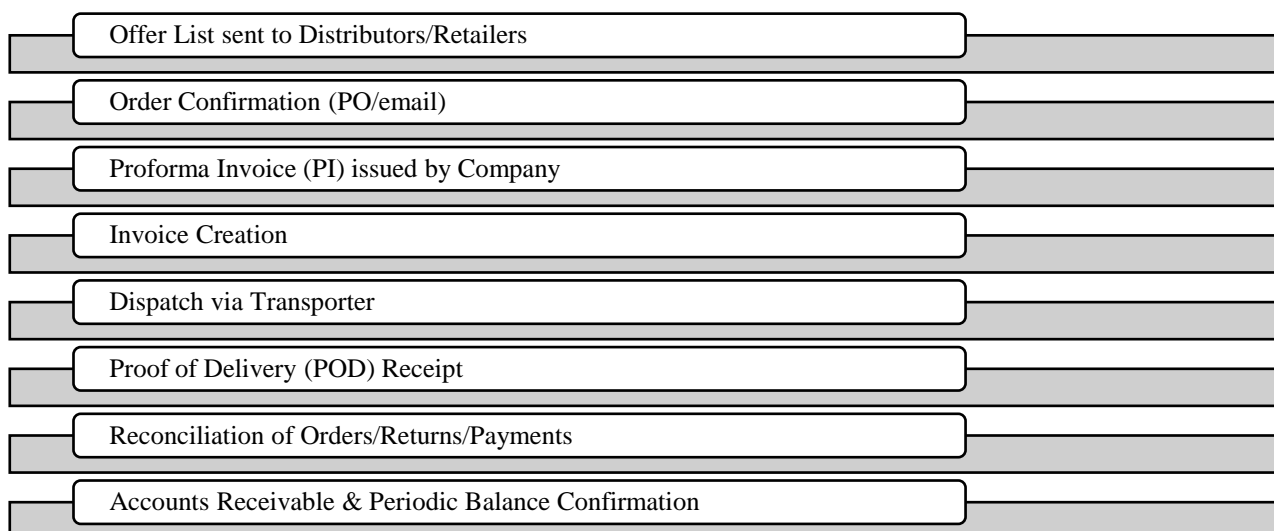 Offer List sent to Distributors/Retailers
Order Confirmation (PO/email)
Proforma Invoice (PI) issued by Company
Invoice Creation
Dispatch via Transporter
Proof of Delivery (POD) Receipt
Reconciliation of Orders/Returns/Payments
Accounts Receivable & Periodic Balance Confirmation